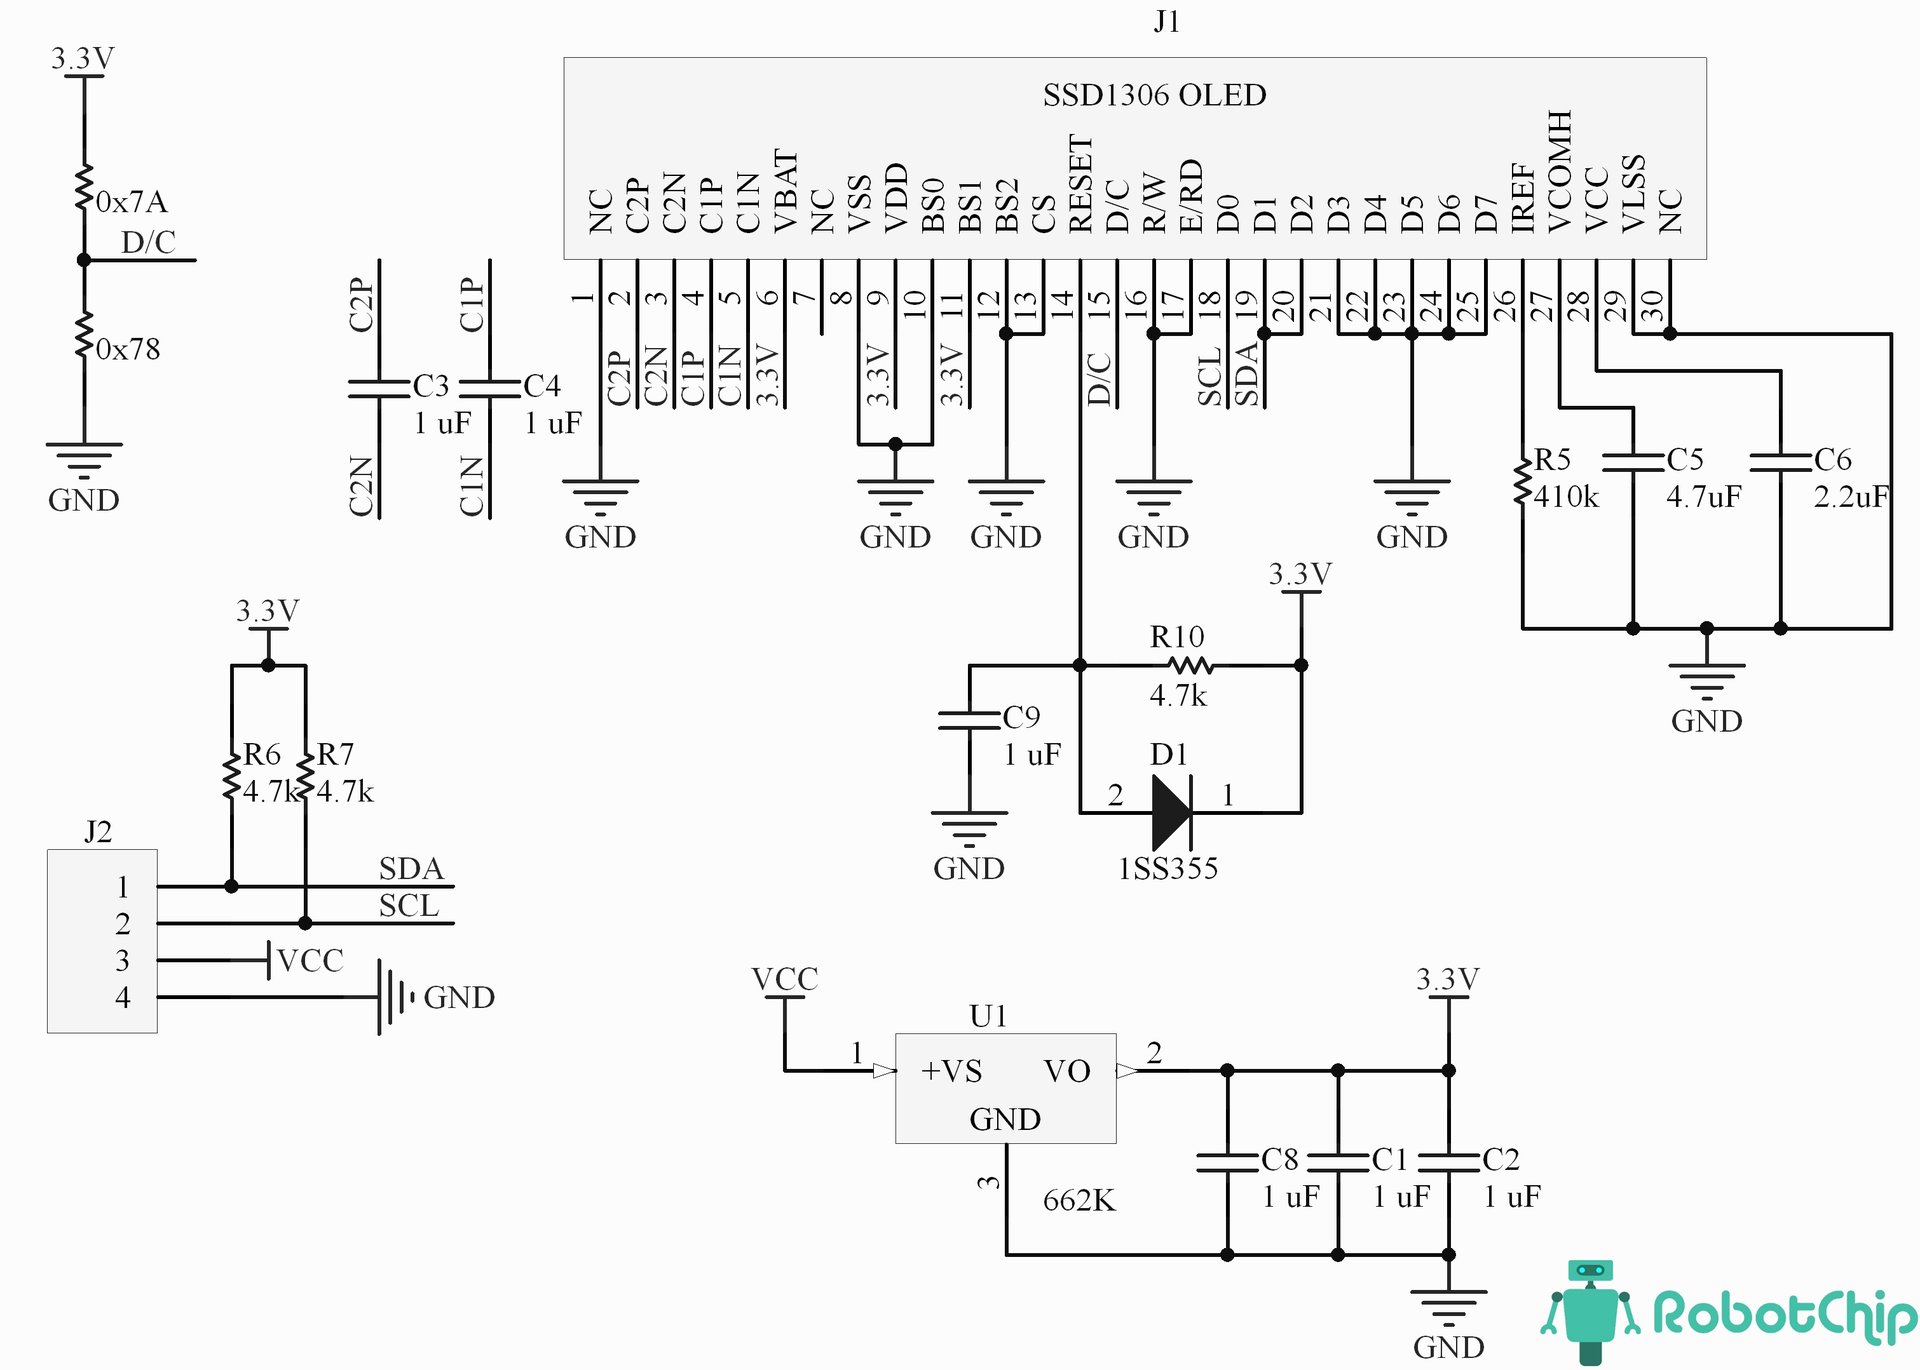 J1
SSD1306 OLED
NC
C2P
C2N
C1P
C1N
VBAT
NC
VSS
VDD
BS0
BS1
BS2
CS
RESET
D/C
R/W
E/RD
D0
D1
D2
D3
D4
D5
D6
D7
IREF
VCOMH
VCC
VLSS
NC
1
2
3
4
5
6
7
8
9
10
11
12
13
14
15
16
17
18
19
20
21
22
23
24
25
26
27
28
29
30
C2P
C2N
C1P
C1N
3.3V
3.3V
3.3V
D/C
SCL
SDA
GND
GND
GND
GND
GND
3.3V
0x7A
D/C
0x78
GND
C2P
C3
1 uF
C2N
C1P
C4
1 uF
C1N
R5
410k
C5
4.7uF
C6
2.2uF
GND
3.3V
R10
4.7k
C9
1 uF
GND
D1
2
1
1SS355
3.3V
R6
4.7k
R7
4.7k
J2
1
SDA
2
SCL
3
VCC
4
GND
VCC
U1
1
+VS
VO
2
GND
3
662K
3.3V
C8
1 uF
C1
1 uF
C2
1 uF
GND
RobotChip